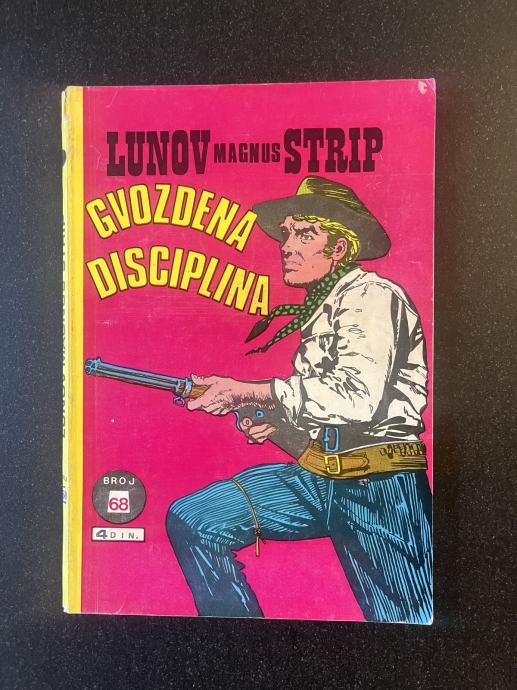 LUNOV MAGNUS STRIP
GVOZDENA
DISCIPLINA
BROJ
68
4 DIN.